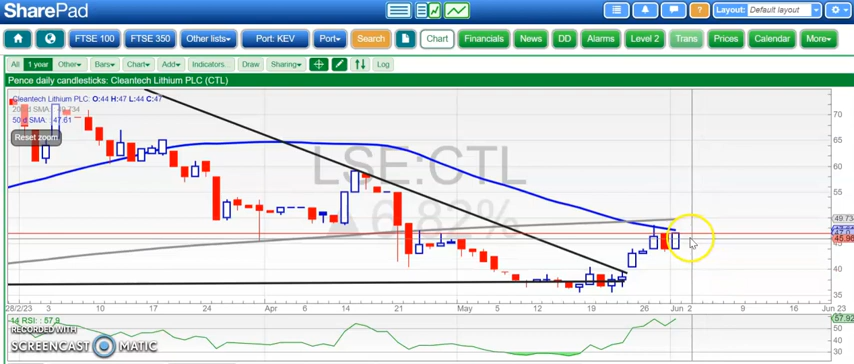 SharePad
Layout: Default layout
FTSE 100 FTSE 350 Other lists Port: KEV Port Search Chart Financials News DD Alarms Level 2 Trans Prices Calendar More
All 1 year Other Bars Chart Add Indicators... Draw Sharing Log
Pence daily candlesticks: Cleantech Lithium PLC (CTL)
Cleantech Lithium PLC: O:44 H:47 L:44 C:47
50 d SMA: 47.61
Reset zoom
LSE:CTL
6.82%
70
65
60
55
50
49.73
47.0
45.96
40
35
28/2/23 3 10 17 24 Apr 7 14 21 May 5 12 19 26 Jun 2 9 16 Jun 23
14 RSI: 57.9
57.92
RECORDED WITH
SCREENCAST MATIC